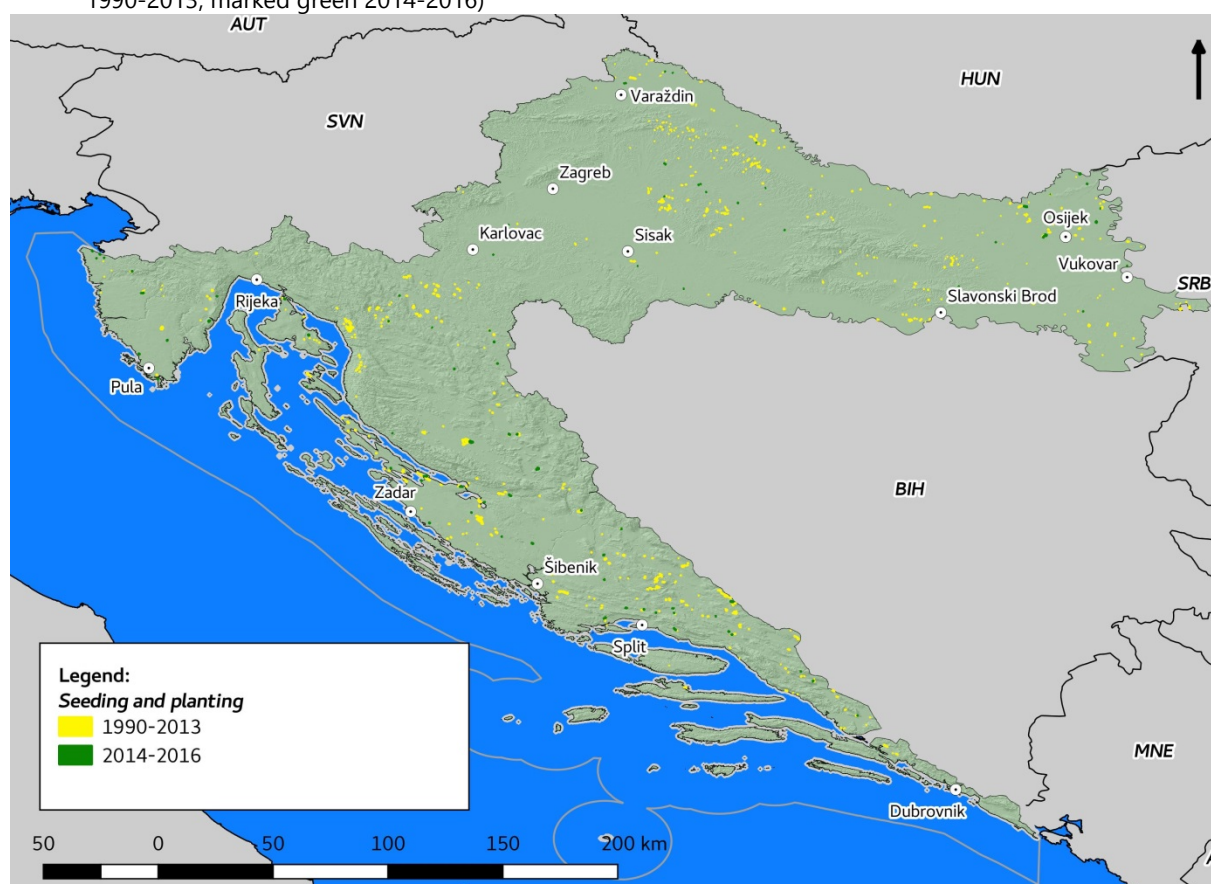 1990-2013, marked green 2014-2016)
AUT
HUN
SVN
Varaždin
Zagreb
Karlovac
Sisak
Osijek
Vukovar
SRB
Slavonski Brod
Rijeka
Pula
BIH
Zadar
Šibenik
Split
MNE
Dubrovnik
Legend:
Seeding and planting
1990-2013
2014-2016
50 0 50 100 150 200 km